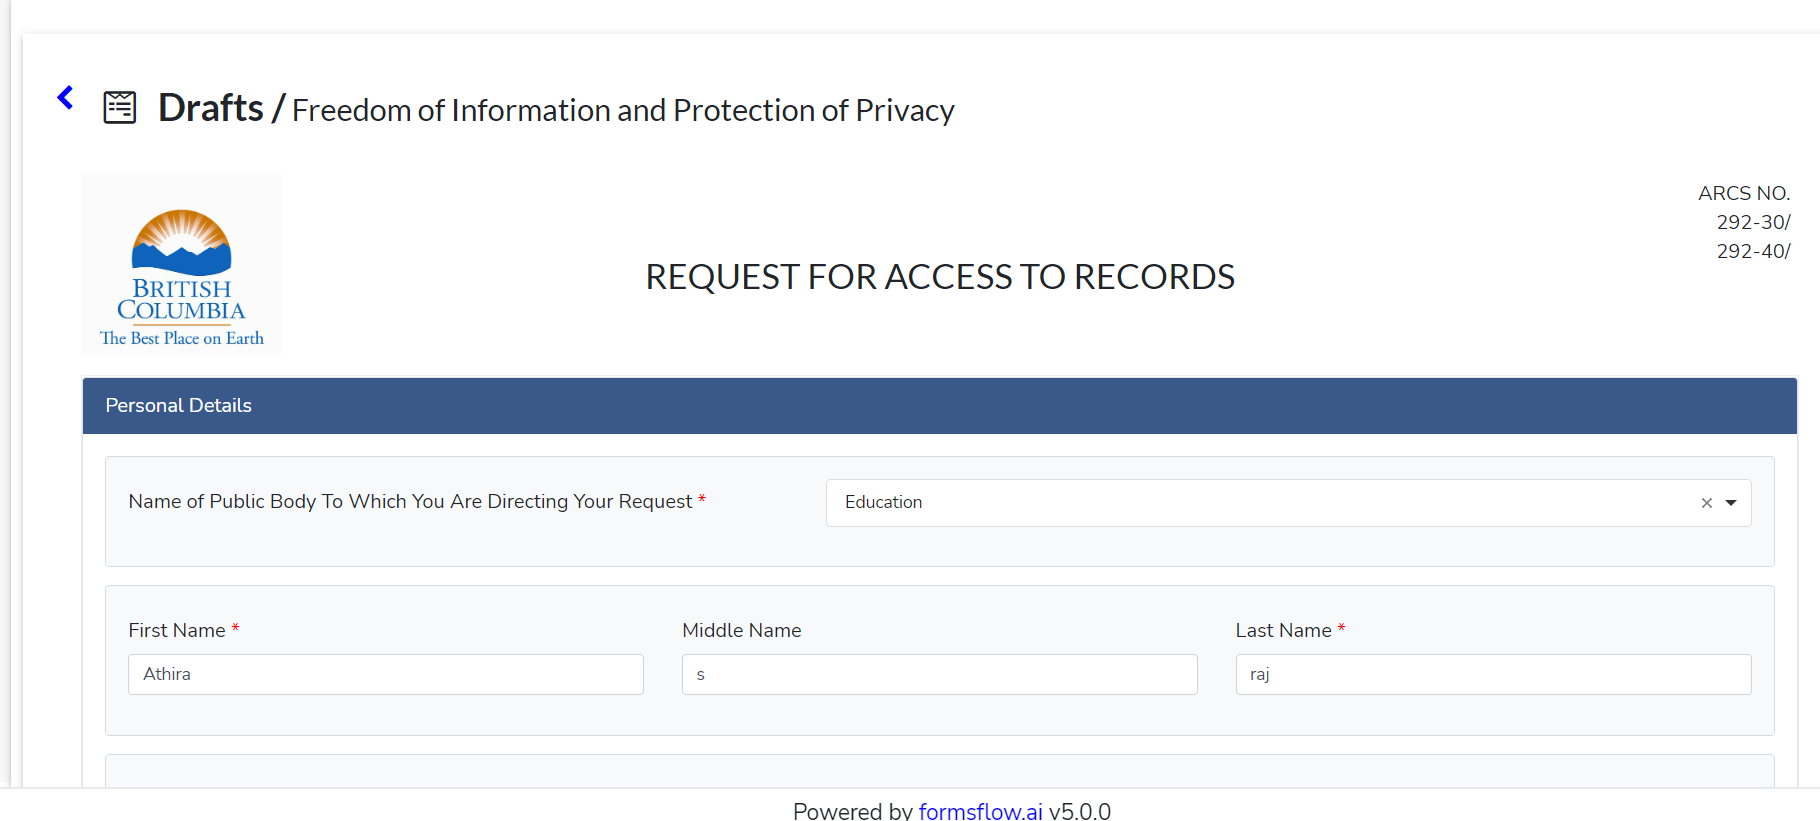 Drafts / Freedom of Information and Protection of Privacy
BRITISH
COLUMBIA
The Best Place on Earth
REQUEST FOR ACCESS TO RECORDS
ARCS NO.
292-30/
292-40/
Personal Details
Name of Public Body To Which You Are Directing Your Request *
Education
First Name *
Athira
Middle Name
s
Last Name *
raj
Powered by formsflow.ai v5.0.0